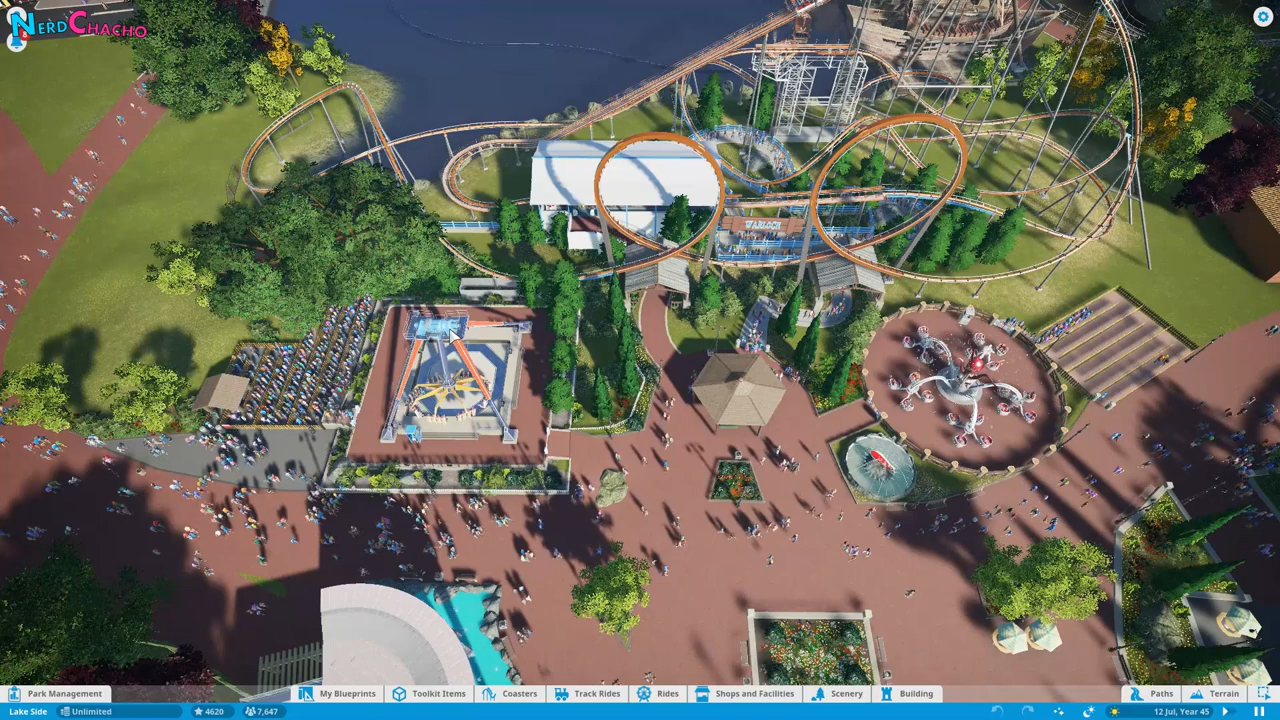 NerdChacho
8
WARLOCK
Park Management
My Blueprints
Toolkit Items
Coasters
Track Rides
Rides
Shops and Facilities
Scenery
Building
Paths
Terrain
Lake Side
Unlimited
4620
7,647
12 Jul, Year 45